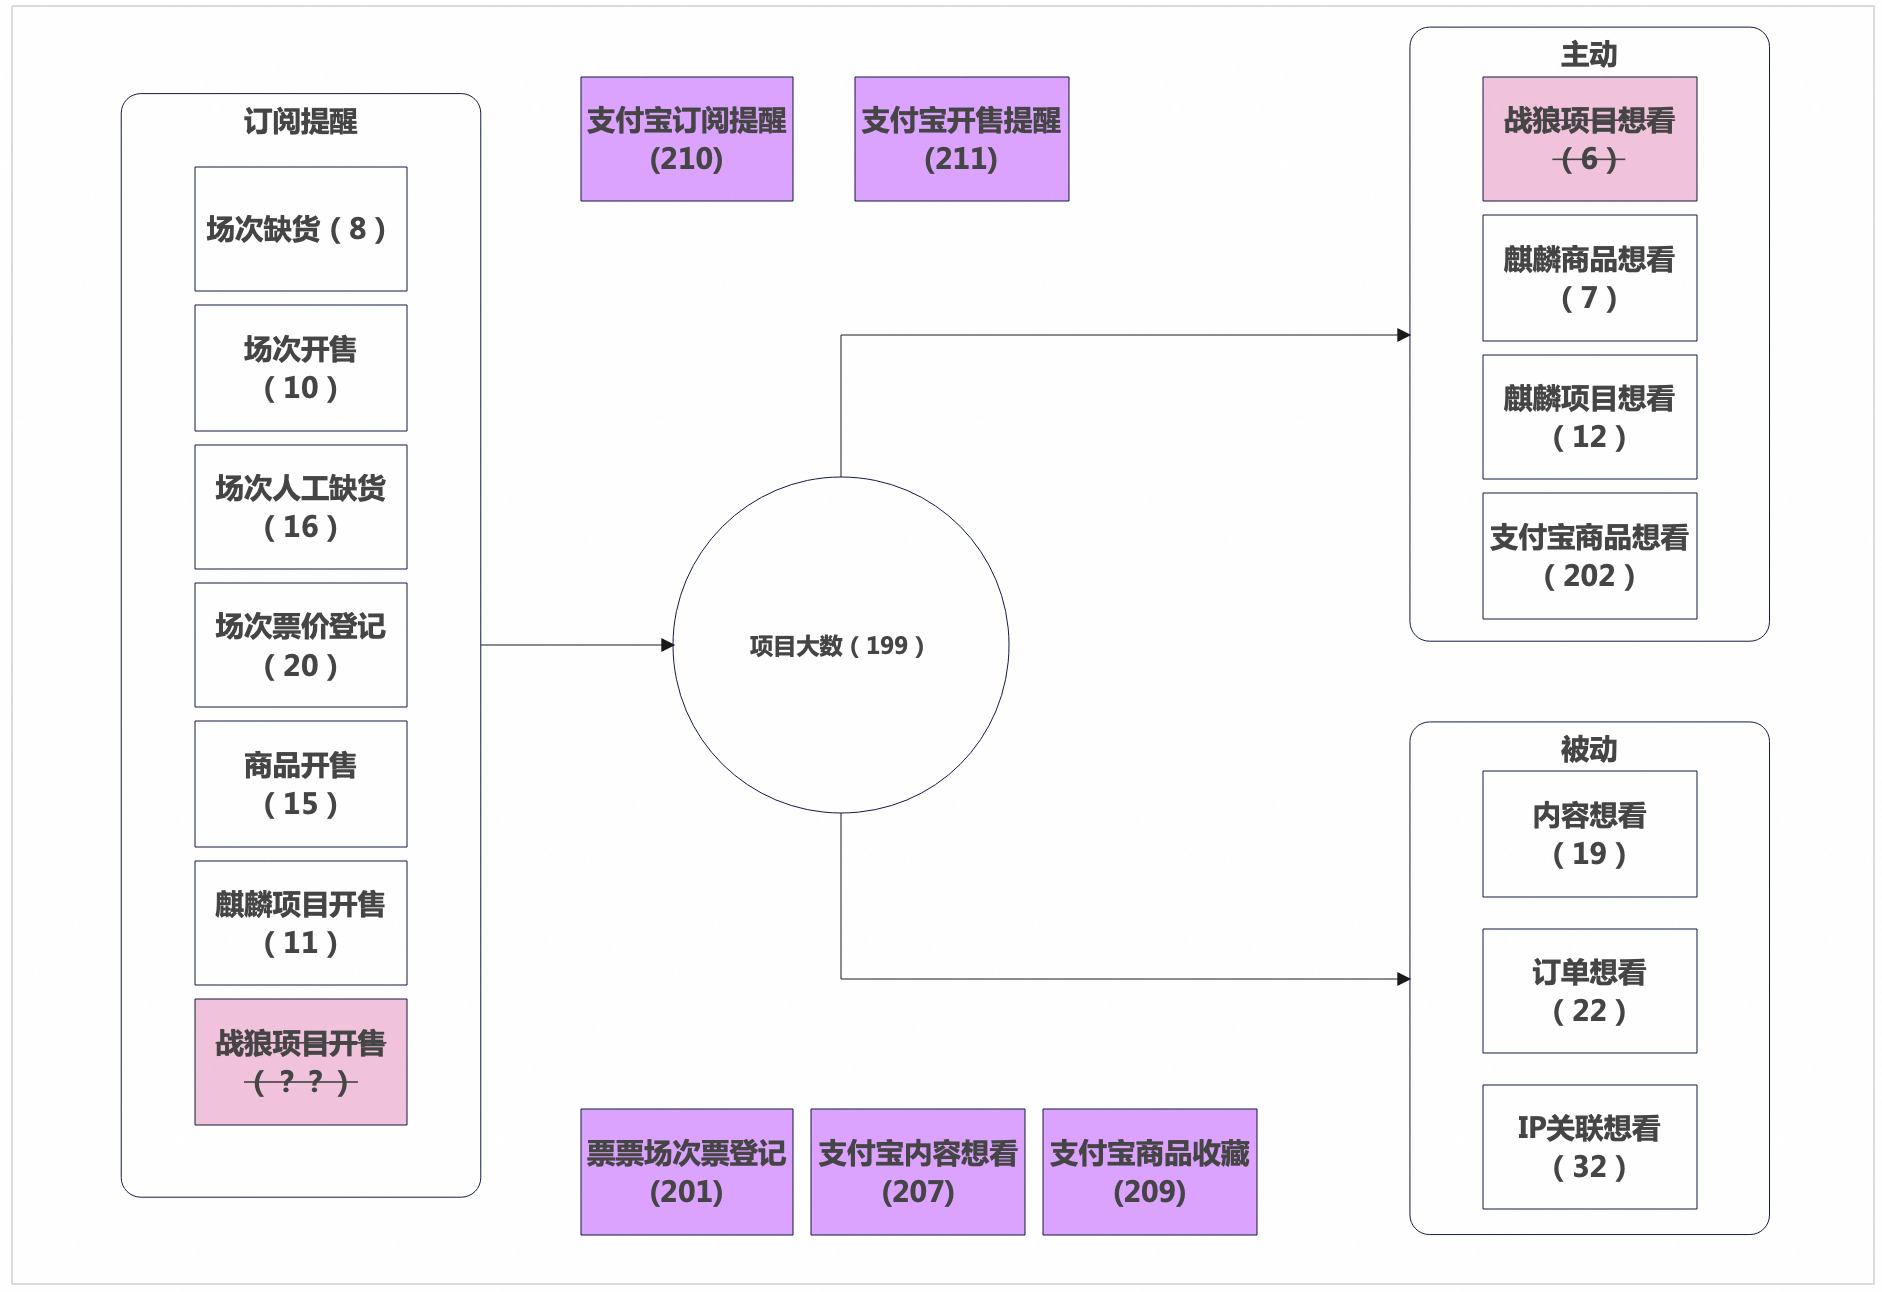 订阅提醒
场次缺货（8）
场次开售
（10）
场次人工缺货
（16）
场次票价登记
（20）
商品开售
（15）
麒麟项目开售
（11）
战狼项目开售
（？？）
支付宝订阅提醒
(210)
支付宝开售提醒
(211)
项目大数（199）
票票场次票登记
(201)
支付宝内容想看
(207)
支付宝商品收藏
(209)
主动
战狼项目想看
（6）
麒麟商品想看
（7）
麒麟项目想看
（12）
支付宝商品想看
（202）
被动
内容想看
（19）
订单想看
（22）
IP关联想看
（32）